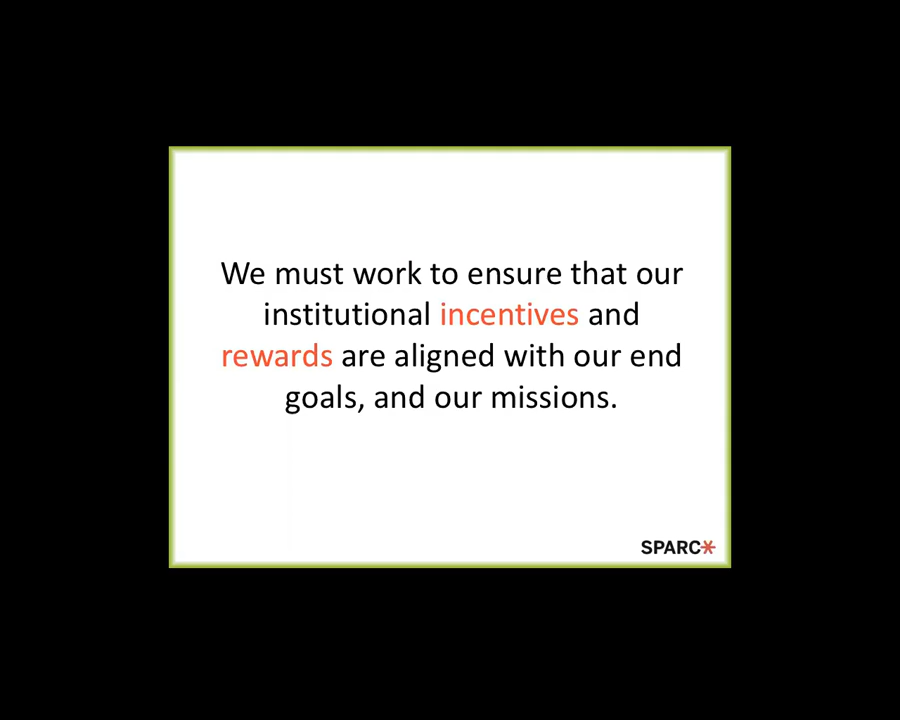 We must work to ensure that our
institutional incentives and
rewards are aligned with our end
goals, and our missions.
SPARC